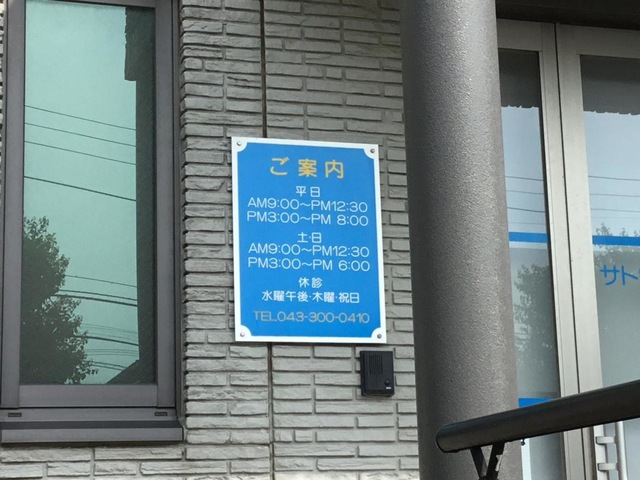 ご案内
平日
AM9:00～PM12:30
PM3:00～PM 8:00
土・日
AM9:00～PM12:30
PM3:00～PM 6:00
休診
水曜午後・木曜・祝日
TEL.043-300-0410
サト